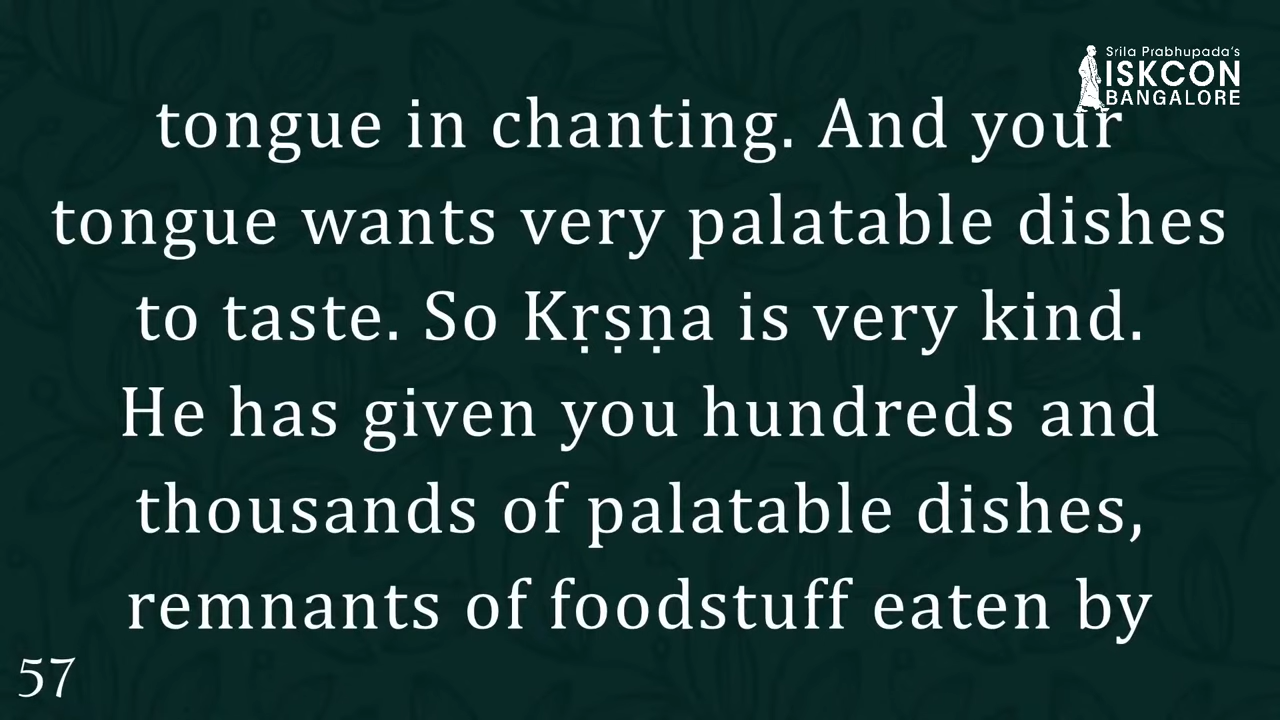 Srila Prabhupada's
ISKCON
BANGALORE
tongue in chanting. And your
tongue wants very palatable dishes
to taste. So Kṛṣṇa is very kind.
He has given you hundreds and
thousands of palatable dishes,
remnants of foodstuff eaten by
57